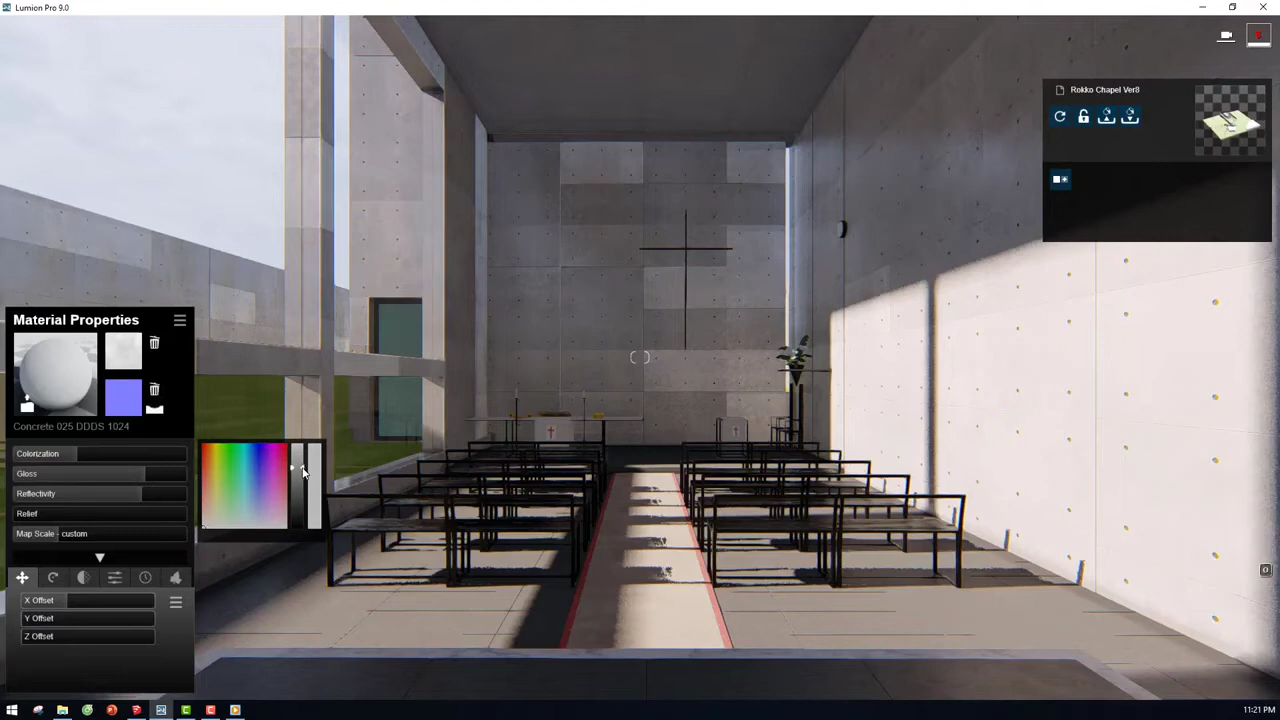 Lumion Pro 9.0
Rokko Chapel Ver8
Material Properties
Concrete 025 DDDS 1024
Colorization
Gloss
Reflectivity
Relief
Map Scale - custom
X Offset
Y Offset
Z Offset
11:21 PM